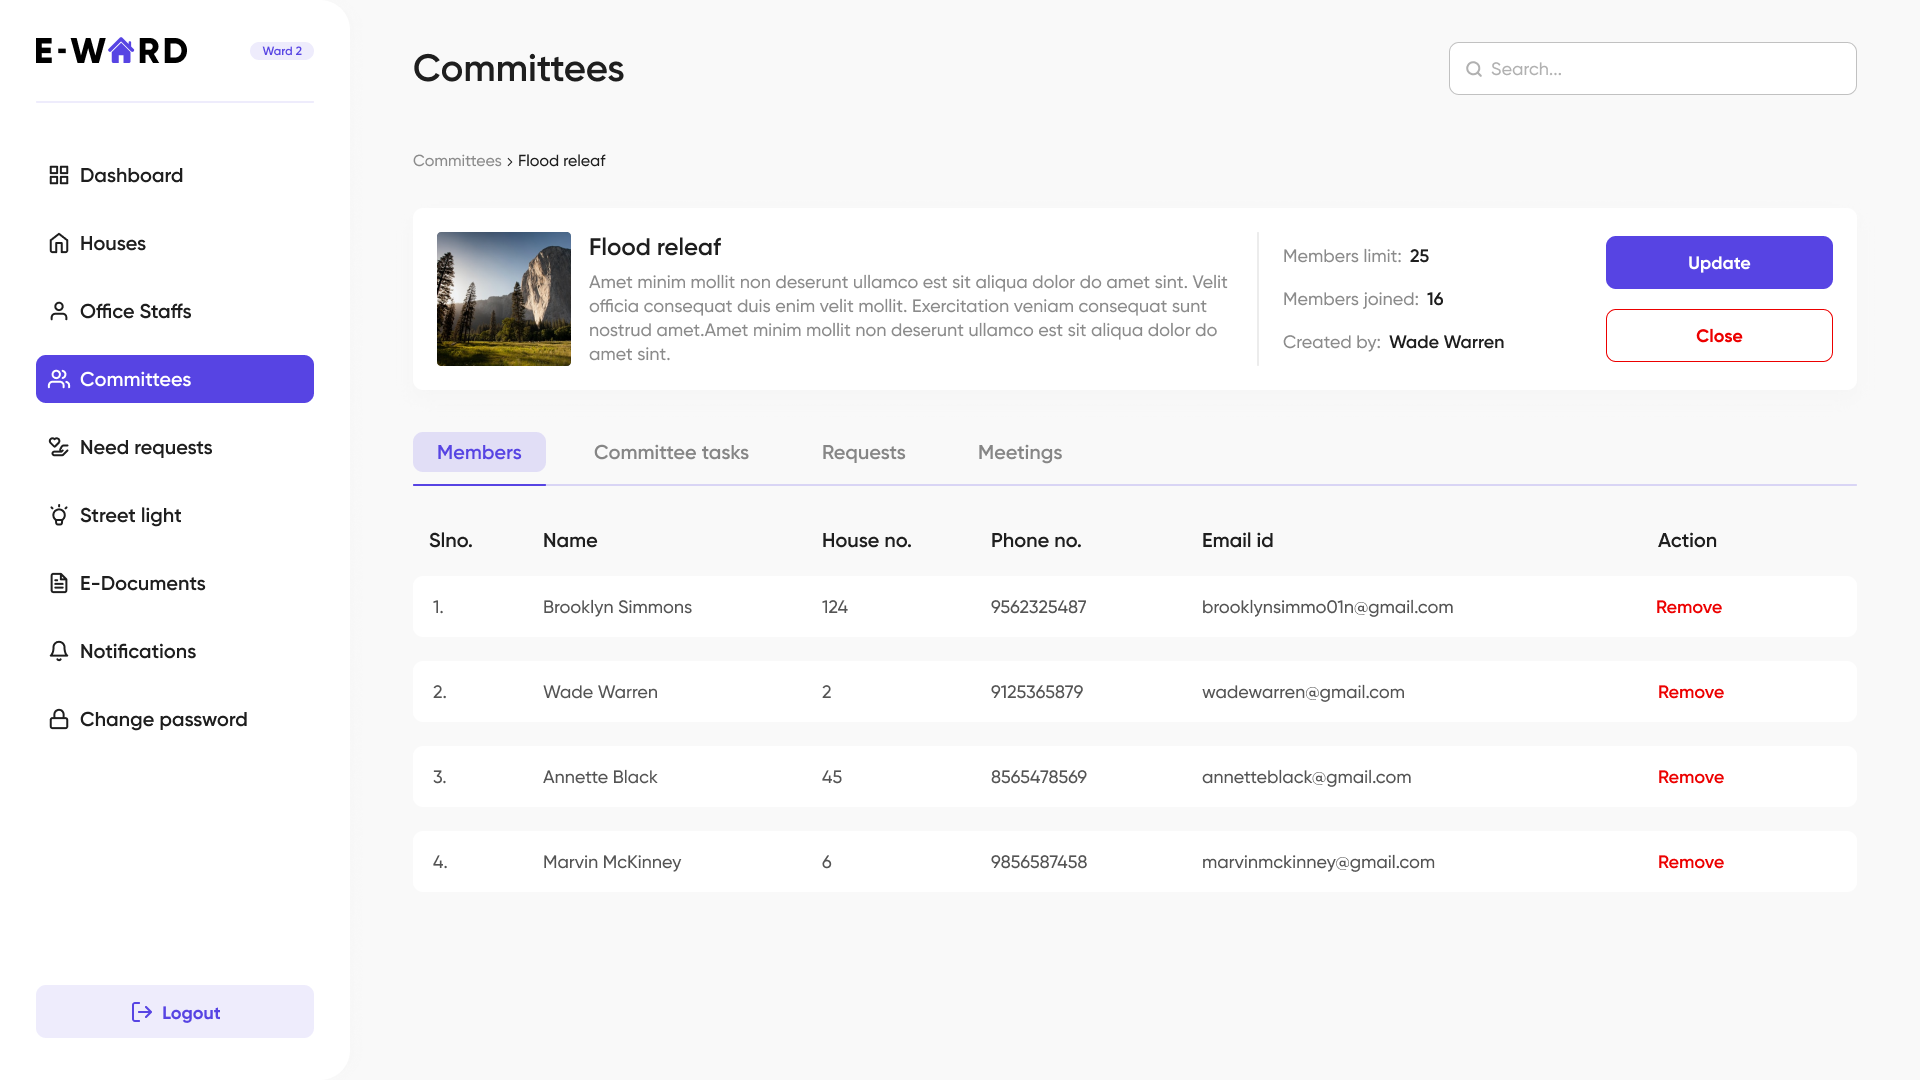 E-WARD
Ward 2
Dashboard
Houses
Office Staffs
Committees
Need requests
Street light
E-Documents
Notifications
Change password
Logout
Committees
Search...
Committees › Flood releaf
Flood releaf
Amet minim mollit non deserunt ullamco est sit aliqua dolor do amet sint. Velit
officia consequat duis enim velit mollit. Exercitation veniam consequat sunt
nostrud amet.Amet minim mollit non deserunt ullamco est sit aliqua dolor do
amet sint.
Members limit: 25
Members joined: 16
Created by: Wade Warren
Update
Close
Members Committee tasks Requests Meetings
Slno. Name House no. Phone no. Email id Action
1. Brooklyn Simmons 124 9562325487 brooklynsimmo01n@gmail.com Remove
2. Wade Warren 2 9125365879 wadewarren@gmail.com Remove
3. Annette Black 45 8565478569 annetteblack@gmail.com Remove
4. Marvin McKinney 6 9856587458 marvinmckinney@gmail.com Remove